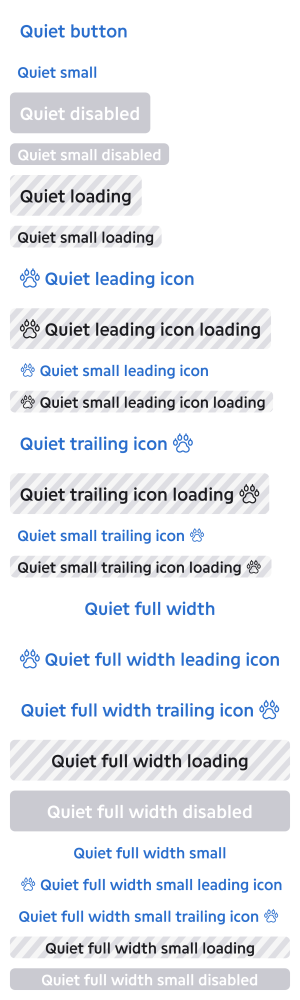 Quiet button
Quiet small
Quiet disabled
Quiet small disabled
Quiet loading
Quiet small loading
Quiet leading icon
Quiet leading icon loading
Quiet small leading icon
Quiet small leading icon loading
Quiet trailing icon
Quiet trailing icon loading
Quiet small trailing icon
Quiet small trailing icon loading
Quiet full width
Quiet full width leading icon
Quiet full width trailing icon
Quiet full width loading
Quiet full width disabled
Quiet full width small
Quiet full width small leading icon
Quiet full width small trailing icon
Quiet full width small loading
Quiet full width small disabled